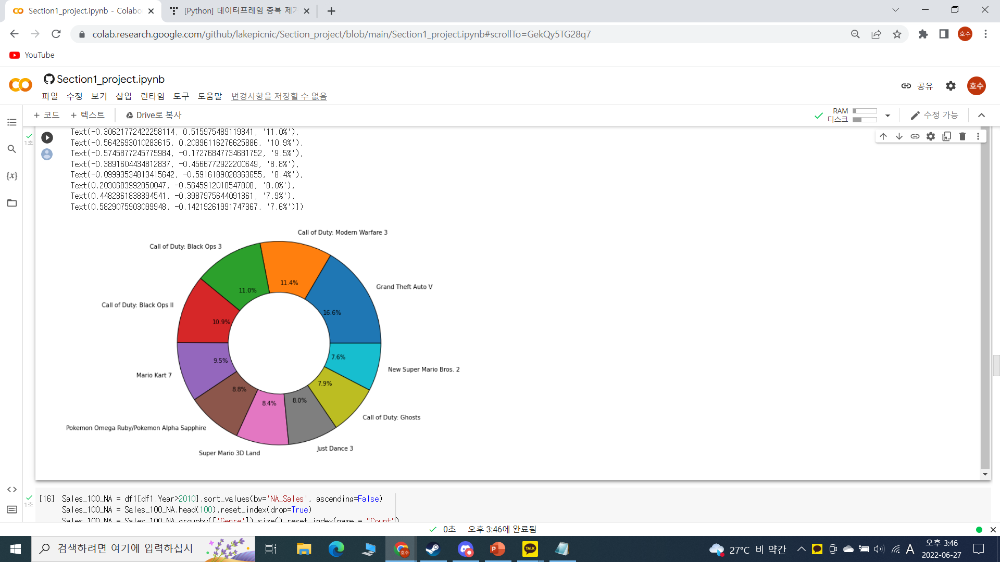 Section1_project.ipynb - Colabo
[Python] 데이터프레임 중복 제거
colab.research.google.com/github/lakepicnic/Section_project/blob/main/Section1_project.ipynb#scrollTo=GekQy5TG28q7
호수
YouTube
Section1_project.ipynb
파일 수정 보기 삽입 런타임 도구 도움말 변경사항을 저장할 수 없음
공유
호수
+ 코드 + 텍스트 Drive로 복사
RAM
디스크
수정 가능
1초
Text(-0.30621772422258114, 0.515975489119341, '11.0%'),
Text(-0.5642693010283615, 0.20396116276625886, '10.9%'),
Text(-0.5745877245775984, -0.17276847734681752, '9.5%'),
Text(-0.3891604434812837, -0.4566772922200649, '8.8%'),
Text(-0.09993534813415642, -0.5916189028363655, '8.4%'),
Text(0.2030683992850047, -0.5645912018547808, '8.0%'),
Text(0.4482861838394541, -0.3987975644091361, '7.9%'),
Text(0.5829075903099948, -0.14219261991747367, '7.6%')])
{x}
Call of Duty: Modern Warfare 3
Call of Duty: Black Ops 3
11.4%
Grand Theft Auto V
11.0%
Call of Duty: Black Ops II
16.6%
10.9%
7.6%
9.5%
New Super Mario Bros. 2
Mario Kart 7
7.9%
8.8%
8.0%
8.4%
Call of Duty: Ghosts
Pokemon Omega Ruby/Pokemon Alpha Sapphire
Just Dance 3
Super Mario 3D Land
1초
[16] Sales_100_NA = df1[df1.Year>2010].sort_values(by='NA_Sales', ascending=False)
Sales_100_NA = Sales_100_NA.head(100).reset_index(drop=True)
Sales_100_NA = Sales_100_NA.groupby(['Genre']).size().reset_index(name = "Count")
0초 오후 3:46에 완료됨
검색하려면 여기에 입력하십시
호수
TALK
27°C 비 약간
A
오후 3:46
2022-06-27